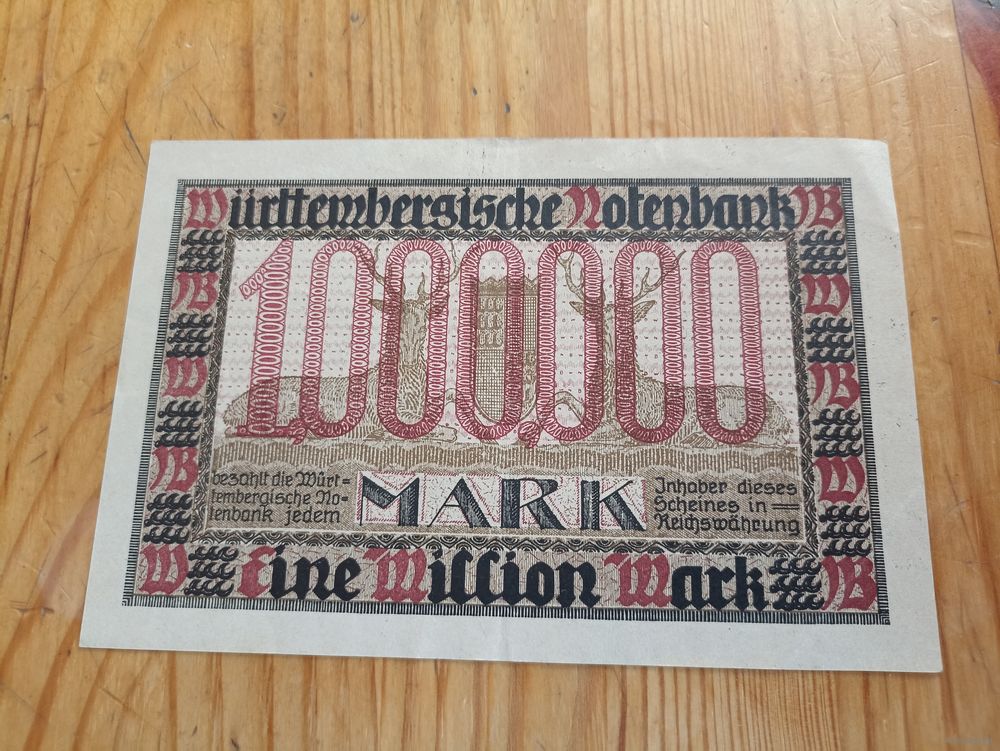 Württembergische Notenbank B
1,000,000
bezahlt die Würt=
tembergische No=
tenbank jedem
MARK
Inhaber dieses
Scheines in
Reichswährung
W Eine Million Mark B
B
W
B
W
B
W